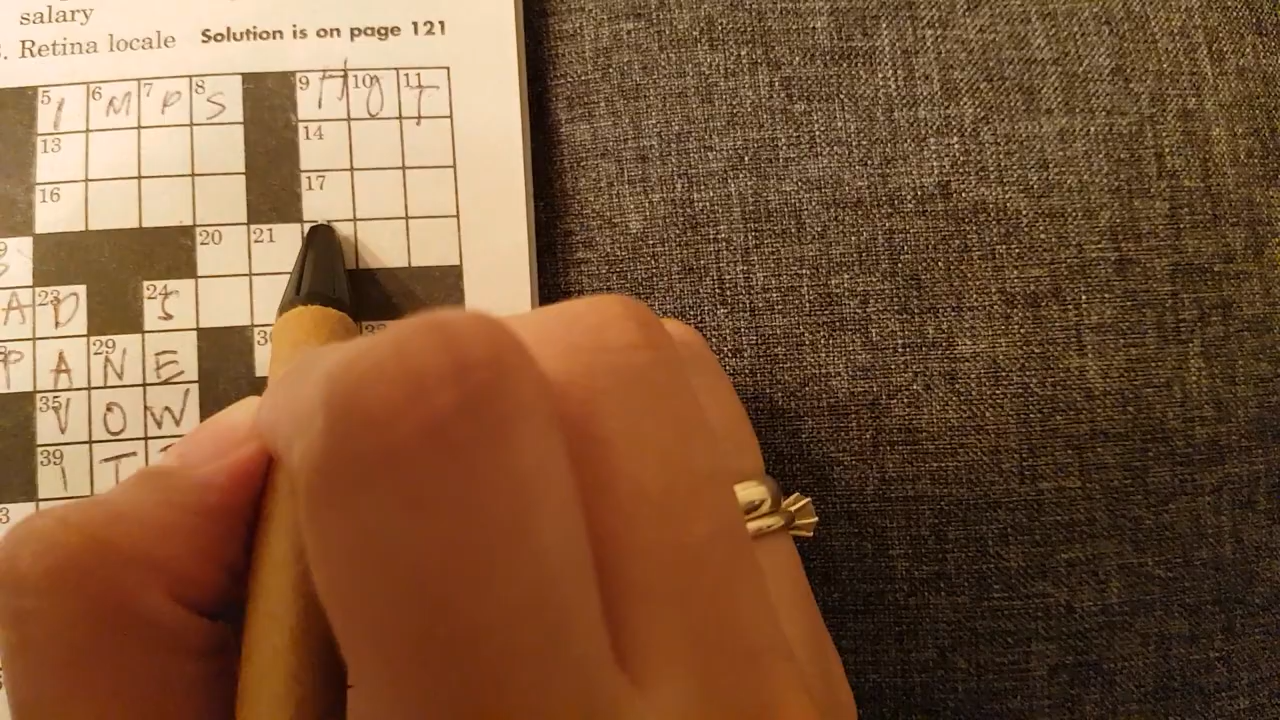 salary
. Retina locale Solution is on page 121
5 I 6 M 7 P 8 S 9 H 10 O 11 T
13 14
16 17
20 21
A 23 D 24 S
P A 29 N E
35 V O W
39 I T
3